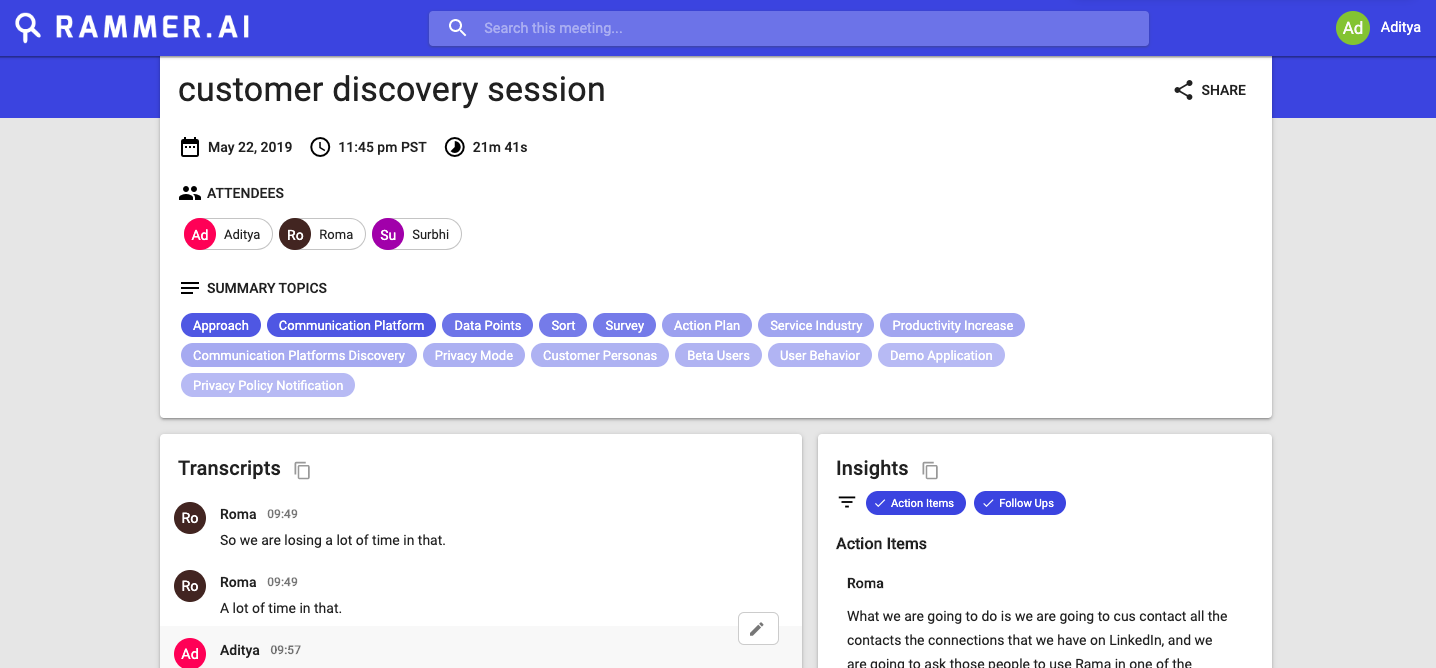 RAMMER.AI
Search this meeting...
Ad Aditya
customer discovery session
SHARE
May 22, 2019 11:45 pm PST 21m 41s
ATTENDEES
Ad Aditya Ro Roma Su Surbhi
SUMMARY TOPICS
Approach Communication Platform Data Points Sort Survey Action Plan Service Industry Productivity Increase
Communication Platforms Discovery Privacy Mode Customer Personas Beta Users User Behavior Demo Application
Privacy Policy Notification
Transcripts
Ro Roma 09:49
So we are losing a lot of time in that.
Ro Roma 09:49
A lot of time in that.
Ad Aditya 09:57
Insights
Action Items Follow Ups
Action Items
Roma
What we are going to do is we are going to cus contact all the
contacts the connections that we have on LinkedIn, and we
are going to ask those people to use Rama in one of the